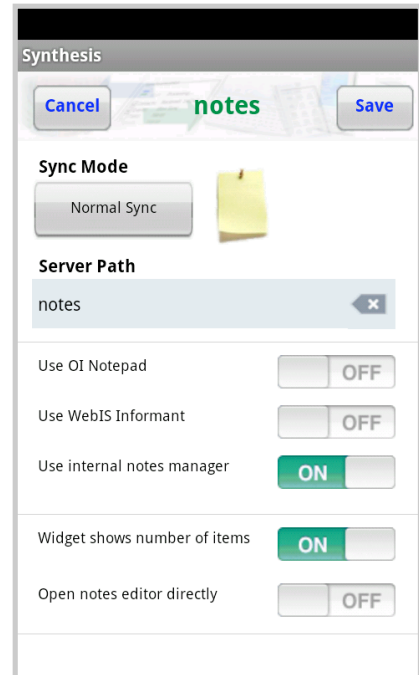 Synthesis
Cancel notes Save
Sync Mode
Normal Sync
Server Path
notes
Use OI Notepad OFF
Use WebIS Informant OFF
Use internal notes manager ON
Widget shows number of items ON
Open notes editor directly OFF